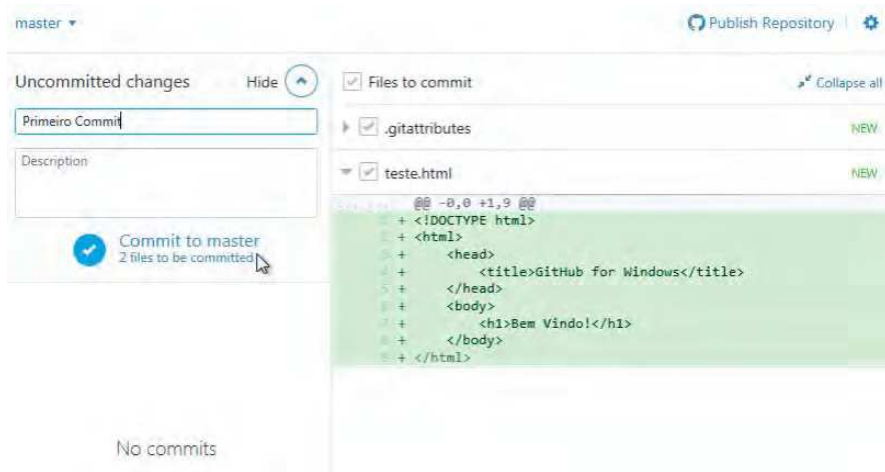 master
Publish Repository
Uncommitted changes Hide
Primeiro Commit
Description
Commit to master
2 files to be committed
No commits
Files to commit Collapse all
.gitattributes NEW
teste.html NEW
@@ -0,0 +1,9 @@
+ <!DOCTYPE html>
+ <html>
+ <head>
+ <title>GitHub for Windows</title>
+ </head>
+ <body>
+ <h1>Bem Vindo!</h1>
+ </body>
+ </html>